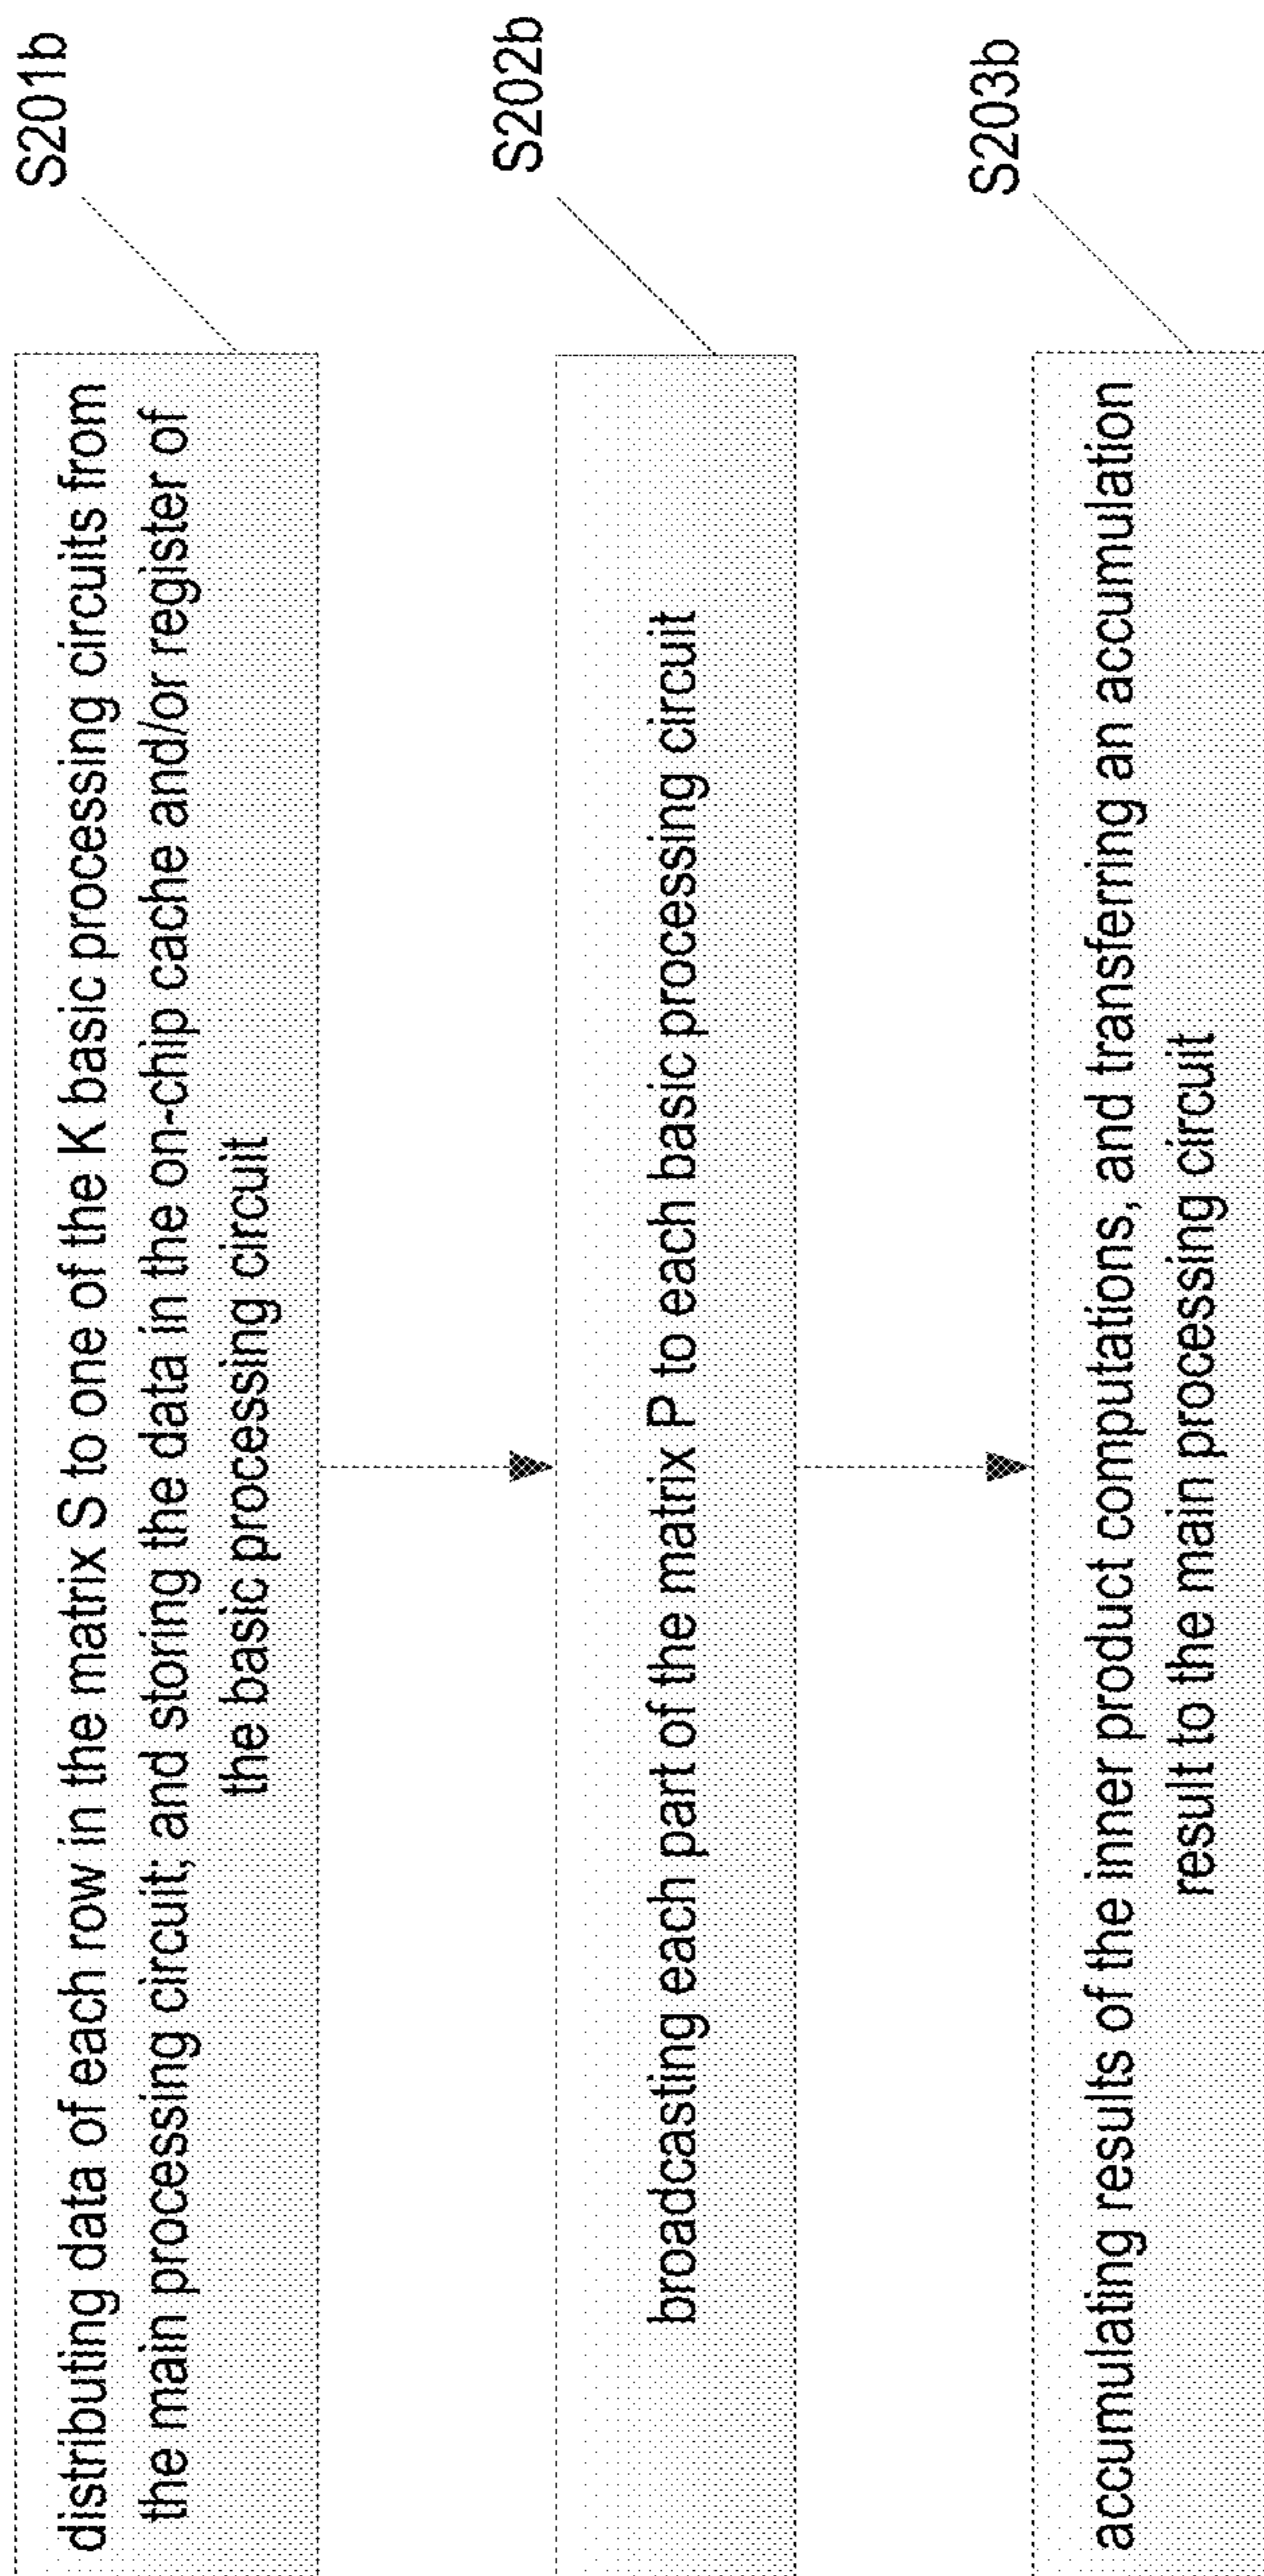 distributing data of each row in the matrix S to one of the K basic processing circuits from
the main processing circuit; and storing the data in the on-chip cache and/or register of
the basic processing circuit
S201b
broadcasting each part of the matrix P to each basic processing circuit
S202b
accumulating results of the inner product computations, and transferring an accumulation
result to the main processing circuit
S203b